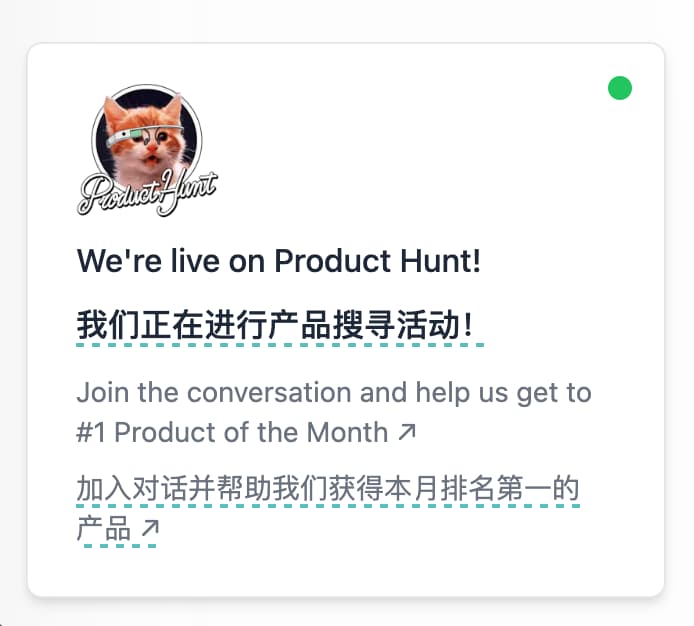 Product Hunt
We're live on Product Hunt!
我们正在进行产品搜寻活动！
Join the conversation and help us get to
#1 Product of the Month ↗
加入对话并帮助我们获得本月排名第一的
产品 ↗